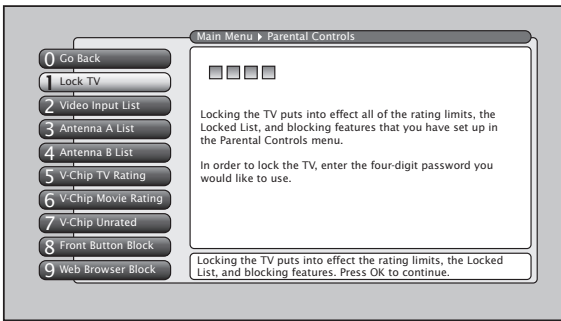 Main Menu ▶ Parental Controls
0 Go Back
1 Lock TV
2 Video Input List
3 Antenna A List
4 Antenna B List
5 V-Chip TV Rating
6 V-Chip Movie Rating
7 V-Chip Unrated
8 Front Button Block
9 Web Browser Block
Locking the TV puts into effect all of the rating limits, the
Locked List, and blocking features that you have set up in
the Parental Controls menu.
In order to lock the TV, enter the four-digit password you
would like to use.
Locking the TV puts into effect the rating limits, the Locked
List, and blocking features. Press OK to continue.